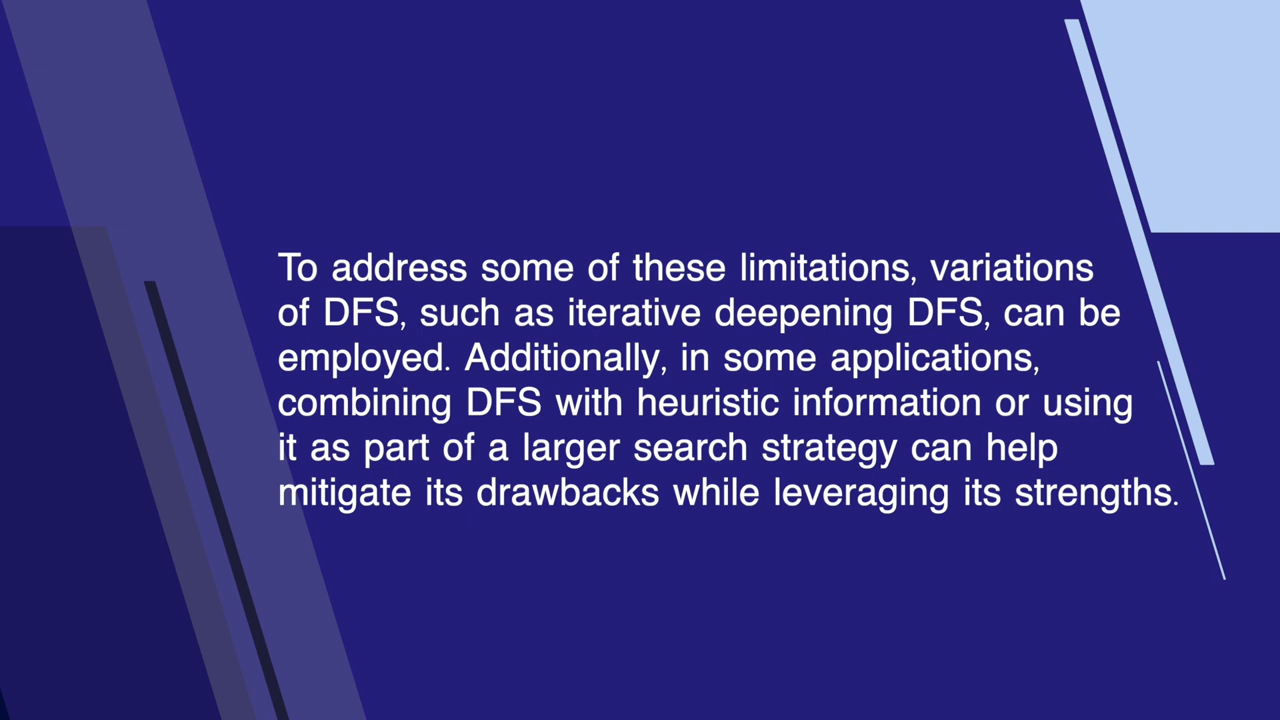 To address some of these limitations, variations
of DFS, such as iterative deepening DFS, can be
employed. Additionally, in some applications,
combining DFS with heuristic information or using
it as part of a larger search strategy can help
mitigate its drawbacks while leveraging its strengths.